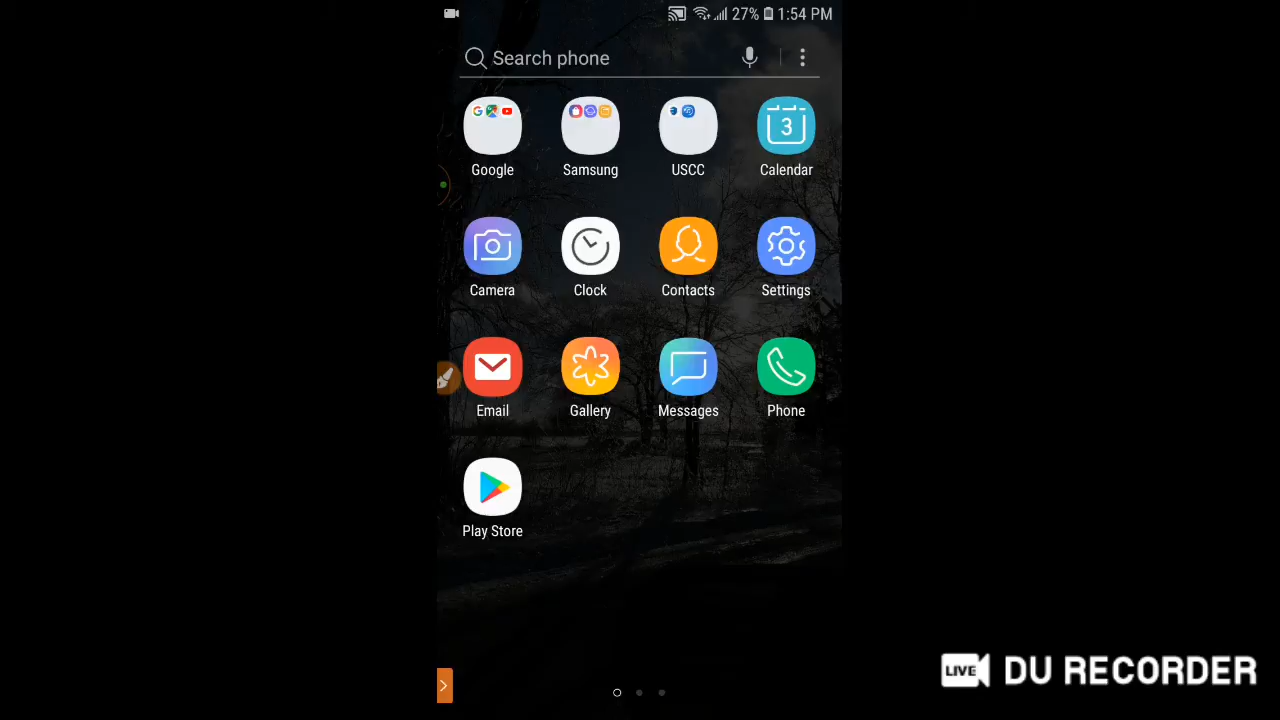 27% 1:54 PM
Search phone
Google Samsung USCC 3 Calendar
Camera Clock Contacts Settings
Email Gallery Messages Phone
Play Store
LIVE DU RECORDER